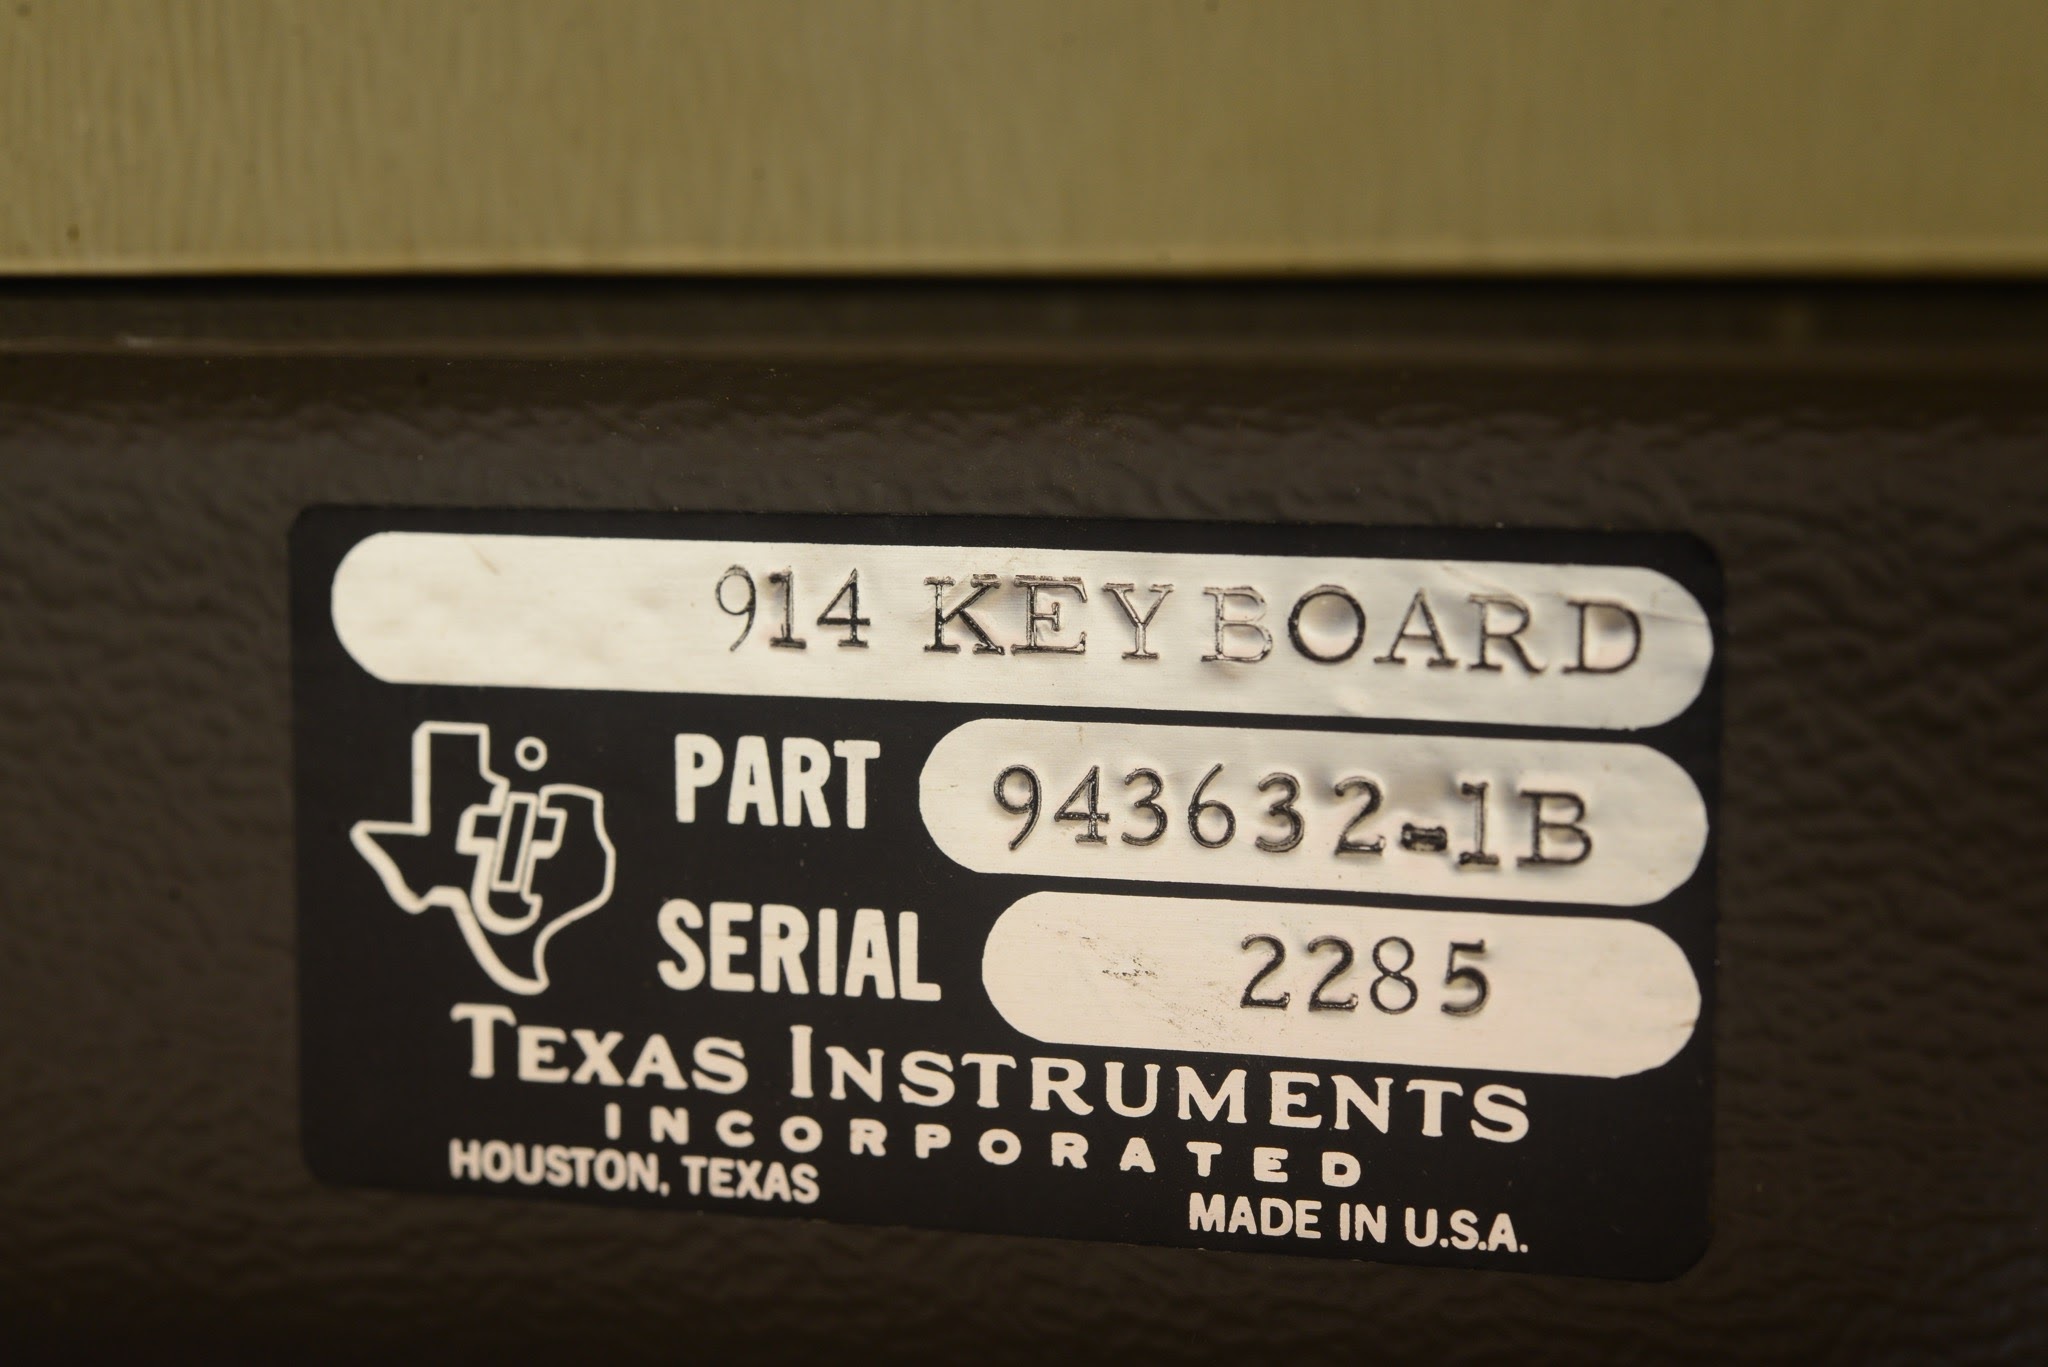 914 KEYBOARD
PART 943632-1B
SERIAL 2285
TEXAS INSTRUMENTS
INCORPORATED
HOUSTON, TEXAS
MADE IN U.S.A.